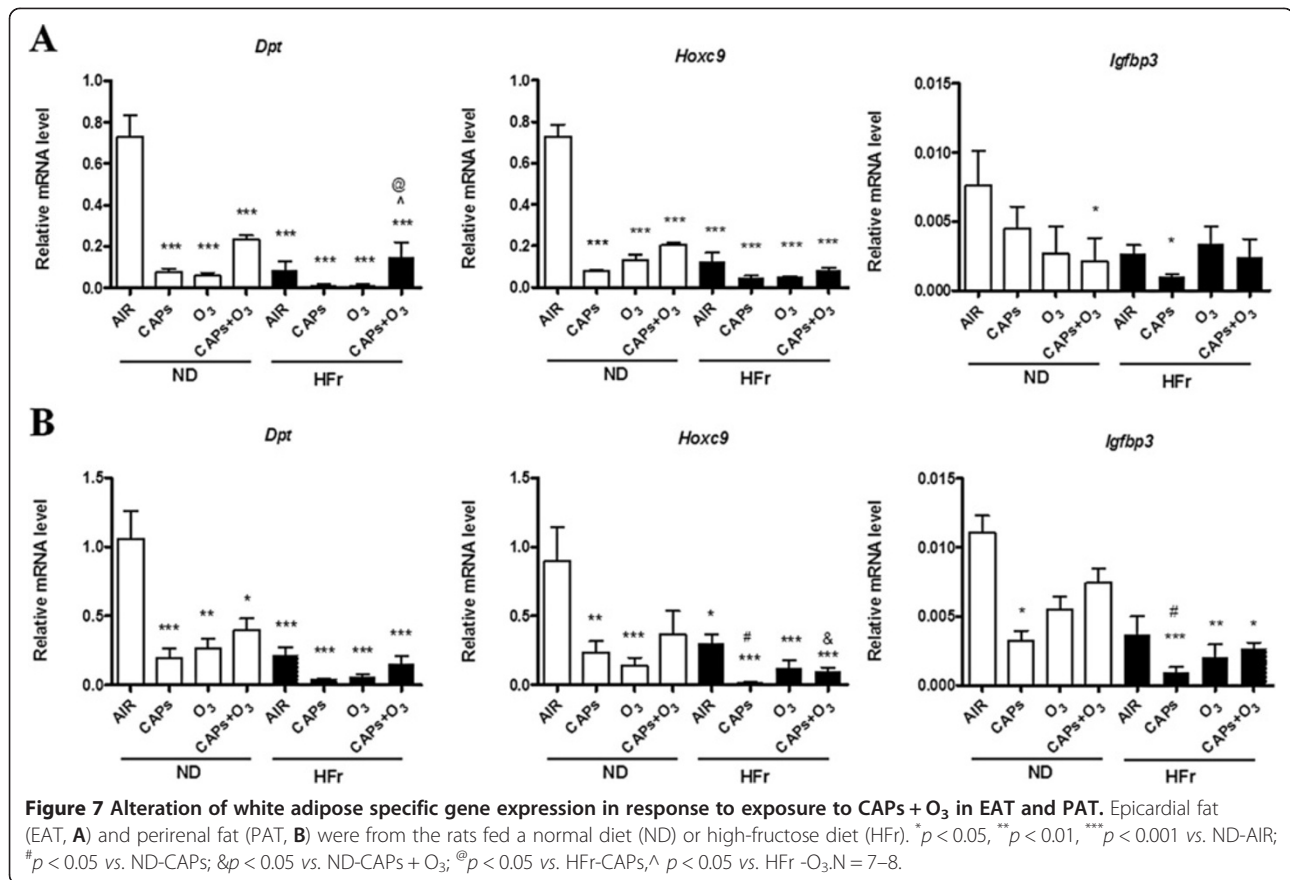 A
Dpt
Hoxc9
Igfbp3
Relative mRNA level
1.0
0.8
0.6
0.4
0.2
0.0
***
***
***
***
***
***
@
^
***
AIR
CAPs
O3
CAPs+O3
AIR
CAPs
O3
CAPs+O3
ND
HFr
Relative mRNA level
1.0
0.8
0.6
0.4
0.2
0.0
***
***
***
***
***
***
***
AIR
CAPs
O3
CAPs+O3
AIR
CAPs
O3
CAPs+O3
ND
HFr
Relative mRNA level
0.015
0.010
0.005
0.000
*
*
AIR
CAPs
O3
CAPs+O3
AIR
CAPs
O3
CAPs+O3
ND
HFr
B
Dpt
Hoxc9
Igfbp3
Relative mRNA level
1.5
1.0
0.5
0.0
***
**
*
***
***
***
***
AIR
CAPs
O3
CAPs+O3
AIR
CAPs
O3
CAPs+O3
ND
HFr
Relative mRNA level
1.5
1.0
0.5
0.0
**
***
*
#
***
***
&
***
AIR
CAPs
O3
CAPs+O3
AIR
CAPs
O3
CAPs+O3
ND
HFr
Relative mRNA level
0.015
0.010
0.005
0.000
*
#
***
**
*
AIR
CAPs
O3
CAPs+O3
AIR
CAPs
O3
CAPs+O3
ND
HFr
Figure 7 Alteration of white adipose specific gene expression in response to exposure to CAPs + O3 in EAT and PAT. Epicardial fat
(EAT, A) and perirenal fat (PAT, B) were from the rats fed a normal diet (ND) or high-fructose diet (HFr). *p < 0.05, **p < 0.01, ***p < 0.001 vs. ND-AIR;
#p < 0.05 vs. ND-CAPs; &p < 0.05 vs. ND-CAPs + O3; @p < 0.05 vs. HFr-CAPs,^ p < 0.05 vs. HFr -O3.N = 7–8.